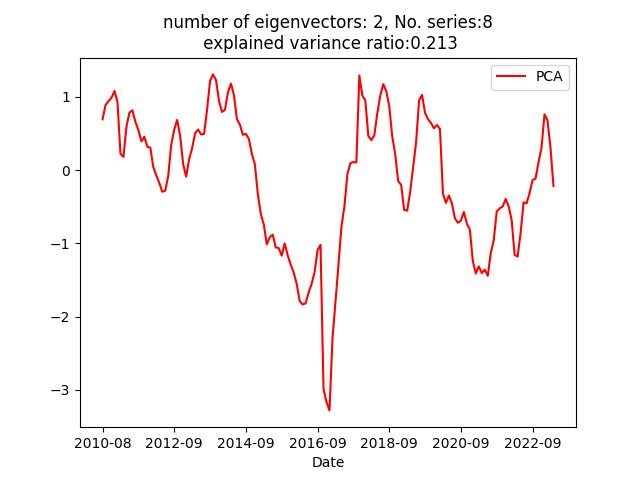 number of eigenvectors: 2, No. series:8
explained variance ratio:0.213
PCA
1
0
−1
−2
−3
2010-08 2012-09 2014-09 2016-09 2018-09 2020-09 2022-09
Date